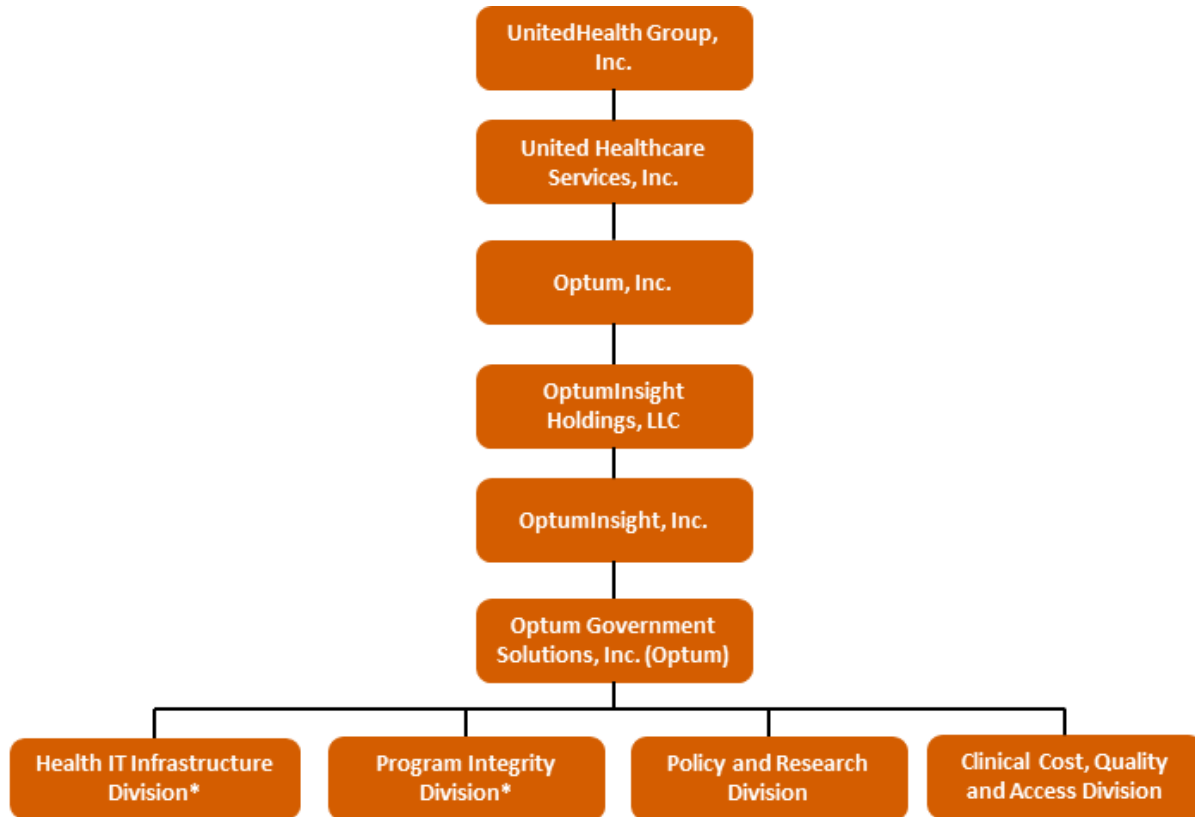 UnitedHealth Group,
Inc.
United Healthcare
Services, Inc.
Optum, Inc.
OptumInsight
Holdings, LLC
OptumInsight, Inc.
Optum Government
Solutions, Inc. (Optum)
Health IT Infrastructure
Division*
Program Integrity
Division*
Policy and Research
Division
Clinical Cost, Quality
and Access Division